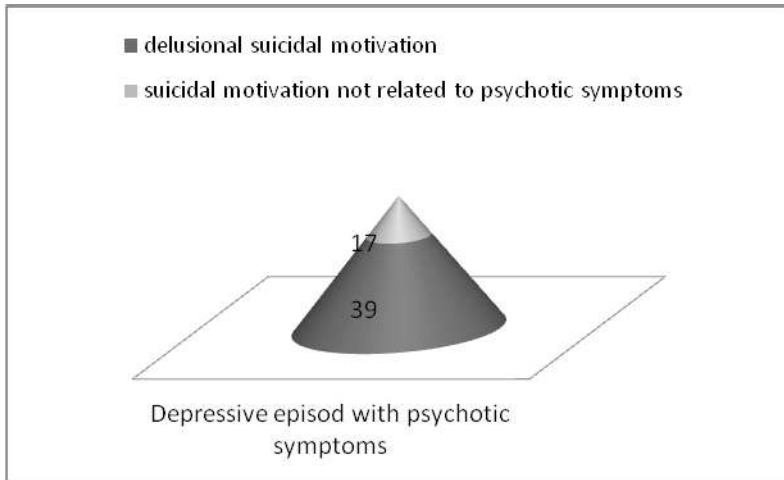 delusional suicidal motivation
suicidal motivation not related to psychotic symptoms
17
39
Depressive episod with psychotic
symptoms